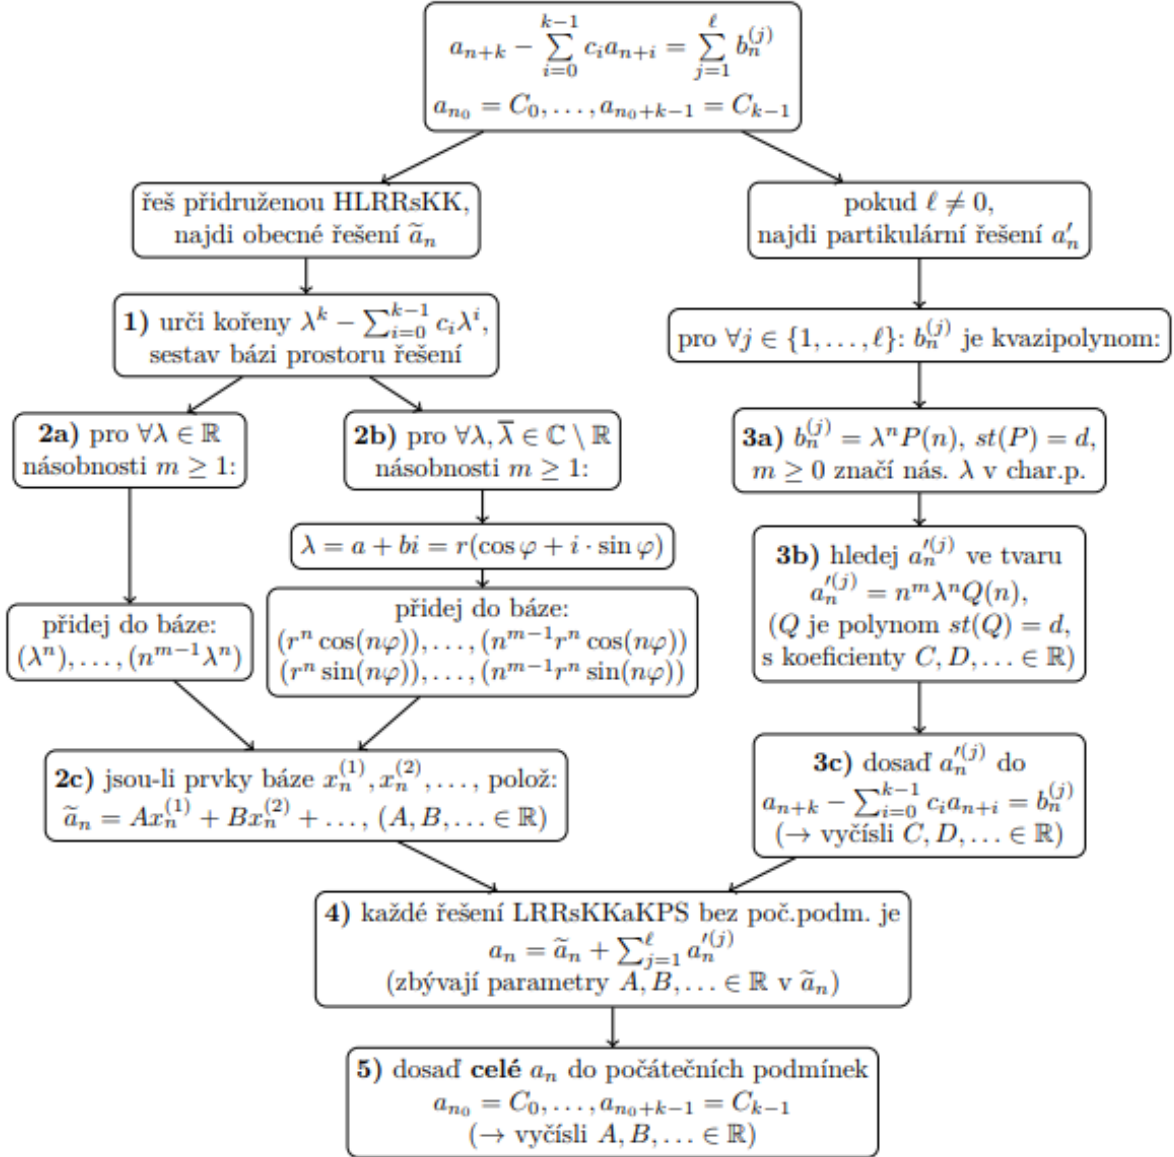 a_{n+k} − ∑_{i=0}^{k−1} c_i a_{n+i} = ∑_{j=1}^{ℓ} b_n^{(j)}
a_{n_0} = C_0, . . . , a_{n_0+k−1} = C_{k−1}
řeš přidruženou HLRRsKK,
najdi obecné řešení ã_n
pokud ℓ ≠ 0,
najdi partikulární řešení a′_n
1) urči kořeny λ^k − ∑_{i=0}^{k−1} c_i λ^i,
sestav bázi prostoru řešení
pro ∀j ∈ {1, . . . , ℓ}: b_n^{(j)} je kvazipolynom:
2a) pro ∀λ ∈ ℝ
násobnosti m ≥ 1:
2b) pro ∀λ, λ̄ ∈ ℂ \ ℝ
násobnosti m ≥ 1:
3a) b_n^{(j)} = λ^n P(n), st(P) = d,
m ≥ 0 značí nás. λ v char.p.
λ = a + bi = r(cos φ + i · sin φ)
3b) hledej a′_n^{(j)} ve tvaru
a′_n^{(j)} = n^m λ^n Q(n),
(Q je polynom st(Q) = d,
s koeficienty C, D, . . . ∈ ℝ)
přidej do báze:
(λ^n), . . . , (n^{m−1}λ^n)
přidej do báze:
(r^n cos(nφ)), . . . , (n^{m−1}r^n cos(nφ))
(r^n sin(nφ)), . . . , (n^{m−1}r^n sin(nφ))
2c) jsou-li prvky báze x_n^{(1)}, x_n^{(2)}, . . . , polož:
ã_n = Ax_n^{(1)} + Bx_n^{(2)} + . . . , (A, B, . . . ∈ ℝ)
3c) dosaď a′_n^{(j)} do
a_{n+k} − ∑_{i=0}^{k−1} c_i a_{n+i} = b_n^{(j)}
(→ vyčísli C, D, . . . ∈ ℝ)
4) každé řešení LRRsKKaKPS bez poč.podm. je
a_n = ã_n + ∑_{j=1}^{ℓ} a′_n^{(j)}
(zbývají parametry A, B, . . . ∈ ℝ v ã_n)
5) dosaď celé a_n do počátečních podmínek
a_{n_0} = C_0, . . . , a_{n_0+k−1} = C_{k−1}
(→ vyčísli A, B, . . . ∈ ℝ)